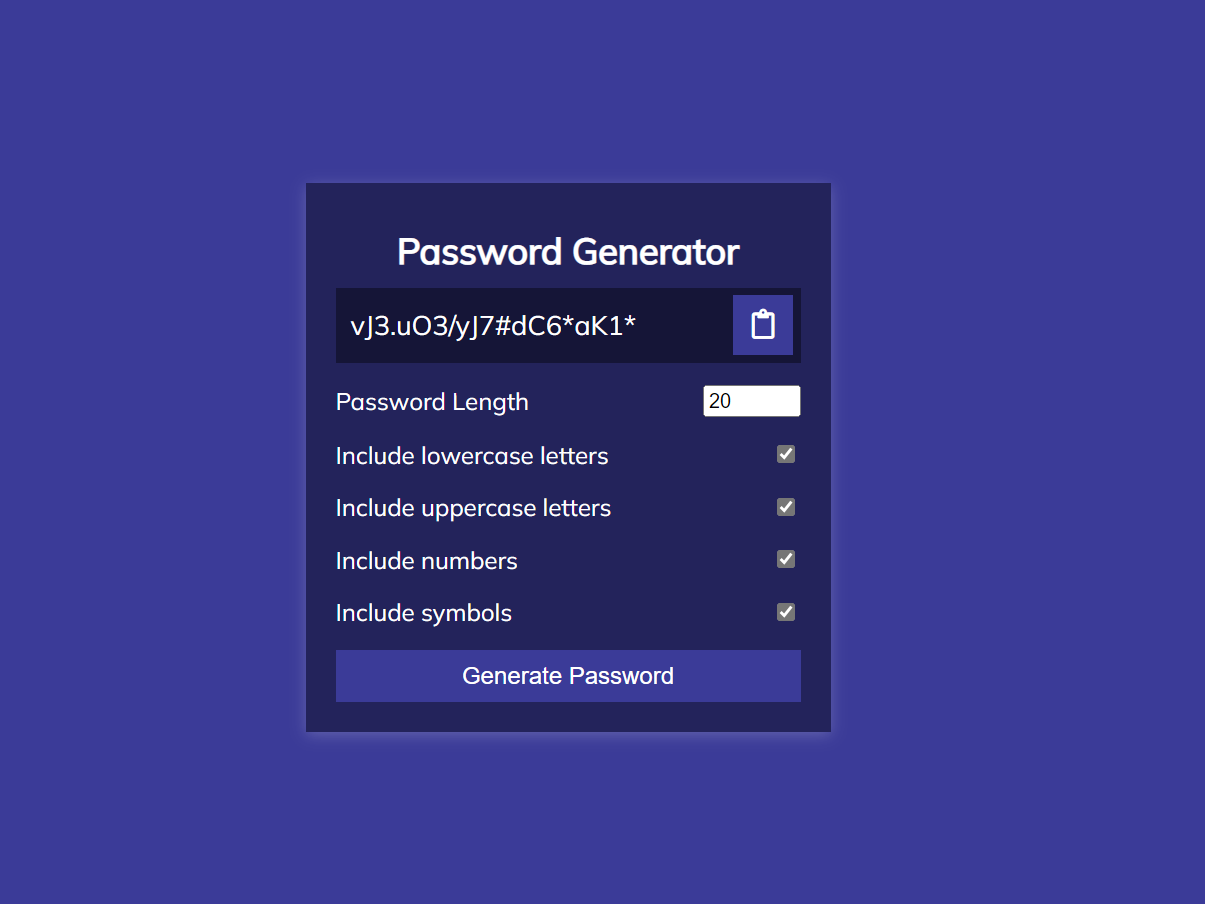 Password Generator
vJ3.uO3/yJ7#dC6*aK1*
Password Length
20
Include lowercase letters
Include uppercase letters
Include numbers
Include symbols
Generate Password